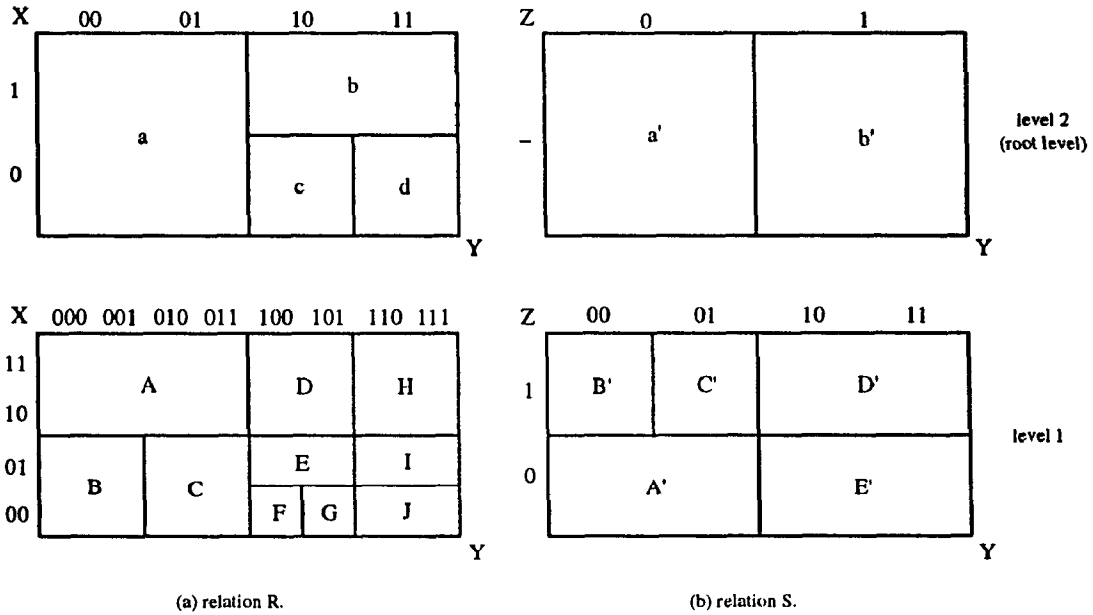 X 00 01 10 11
1
0
a
b
c d
Y
Z 0 1
–
a' b'
Y
level 2
(root level)
X 000 001 010 011 100 101 110 111
11
10
01
00
A D H
B C E I
F G J
Y
Z 00 01 10 11
1
0
B' C' D'
A' E'
Y
level 1
(a) relation R.
(b) relation S.